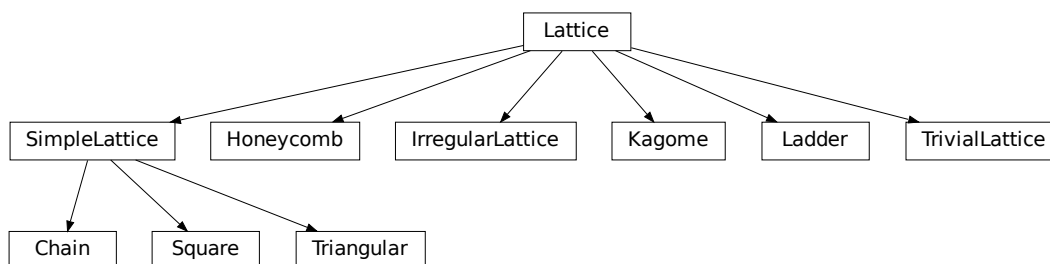 Lattice
SimpleLattice
Honeycomb
IrregularLattice
Kagome
Ladder
TrivialLattice
Chain
Square
Triangular